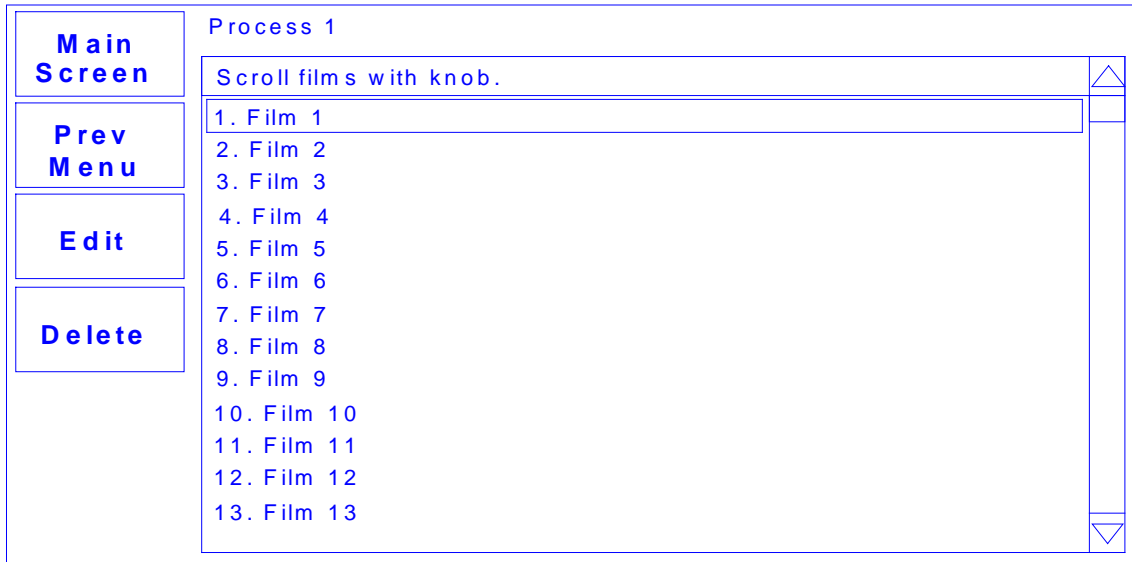 Main
Screen
Prev
Menu
Edit
Delete
Process 1
Scroll films with knob.
1. Film 1
2. Film 2
3. Film 3
4. Film 4
5. Film 5
6. Film 6
7. Film 7
8. Film 8
9. Film 9
10. Film 10
11. Film 11
12. Film 12
13. Film 13